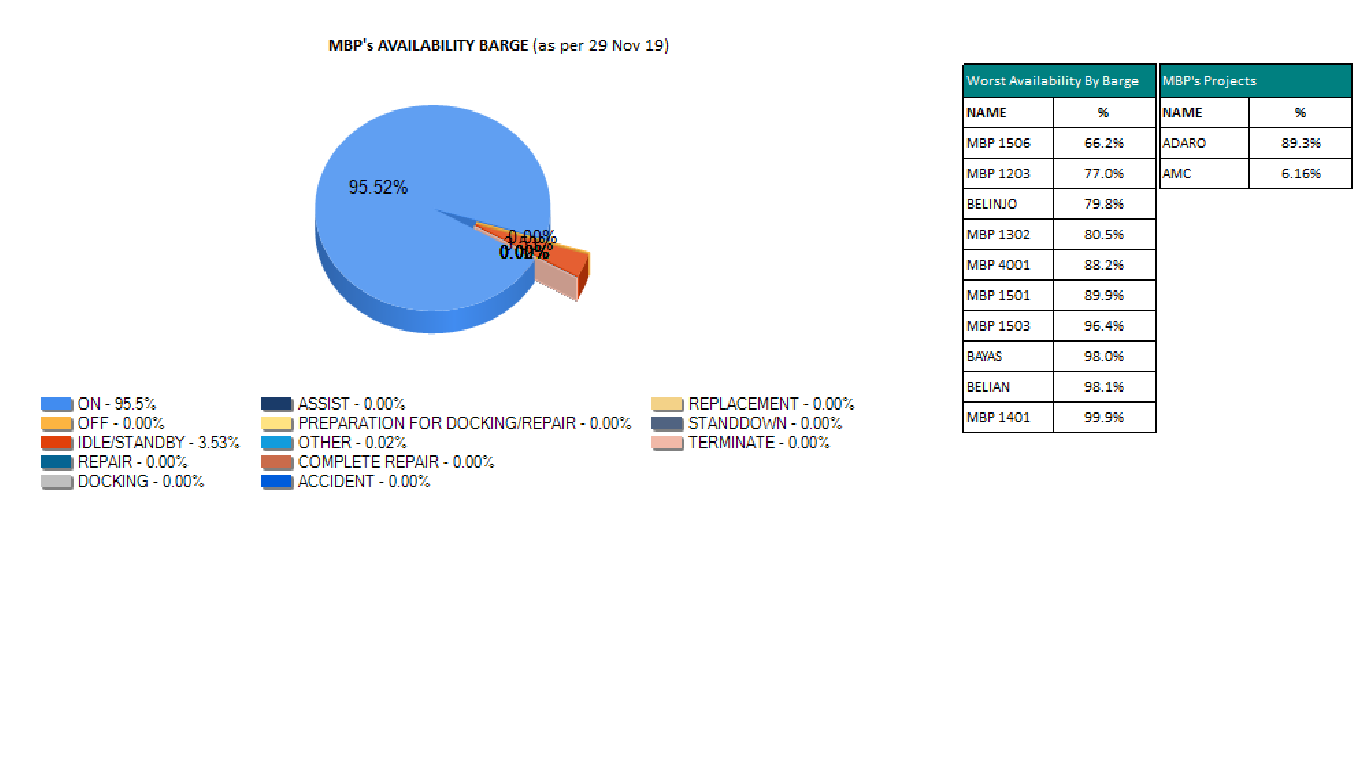 MBP's AVAILABILITY BARGE (as per 29 Nov 19)
95.52%
0.00%
0.00%
ON - 95.5%
OFF - 0.00%
IDLE/STANDBY - 3.53%
REPAIR - 0.00%
DOCKING - 0.00%
ASSIST - 0.00%
PREPARATION FOR DOCKING/REPAIR - 0.00%
OTHER - 0.02%
COMPLETE REPAIR - 0.00%
ACCIDENT - 0.00%
REPLACEMENT - 0.00%
STANDDOWN - 0.00%
TERMINATE - 0.00%
Worst Availability By Barge
NAME %
MBP 1506 66.2%
MBP 1203 77.0%
BELINJO 79.8%
MBP 1302 80.5%
MBP 4001 88.2%
MBP 1501 89.9%
MBP 1503 96.4%
BAYAS 98.0%
BELIAN 98.1%
MBP 1401 99.9%
MBP's Projects
NAME %
ADARO 89.3%
AMC 6.16%